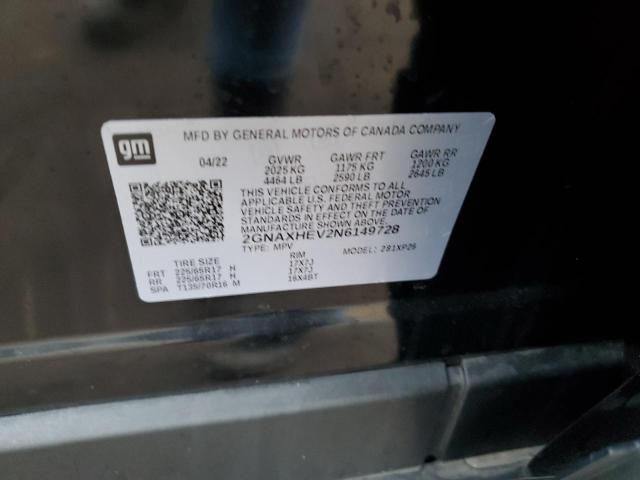 gm
MFD BY GENERAL MOTORS OF CANADA COMPANY
04/22 GVWR GAWR FRT GAWR RR
2025 KG 1175 KG 1200 KG
4464 LB 2590 LB 2645 LB
THIS VEHICLE CONFORMS TO ALL
APPLICABLE U.S. FEDERAL MOTOR
VEHICLE SAFETY AND THEFT
PREVENTION STANDARDS
IN EFFECT ON THE DATE OF
MANUFACTURE SHOWN ABOVE.
2GNAXHEV2N6149728
TYPE: MPV MODEL: 281XP26
TIRE SIZE RIM
FRT 225/65R17 H 17X7J
RR 225/65R17 H 17X7J
SPA T135/70R16 M 16X4BT